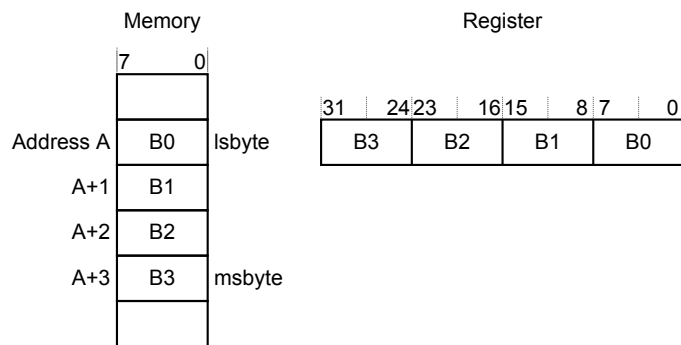 Memory Register
7 0
31 24 23 16 15 8 7 0
Address A B0 lsbyte B3 B2 B1 B0
A+1 B1
A+2 B2
A+3 B3 msbyte